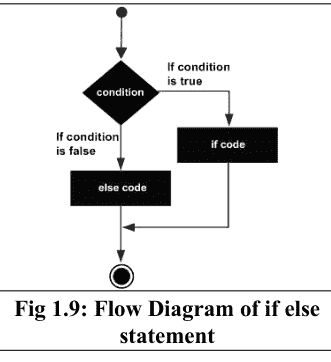 If condition
is true
condition
If condition
is false
if code
else code
Fig 1.9: Flow Diagram of if else
statement